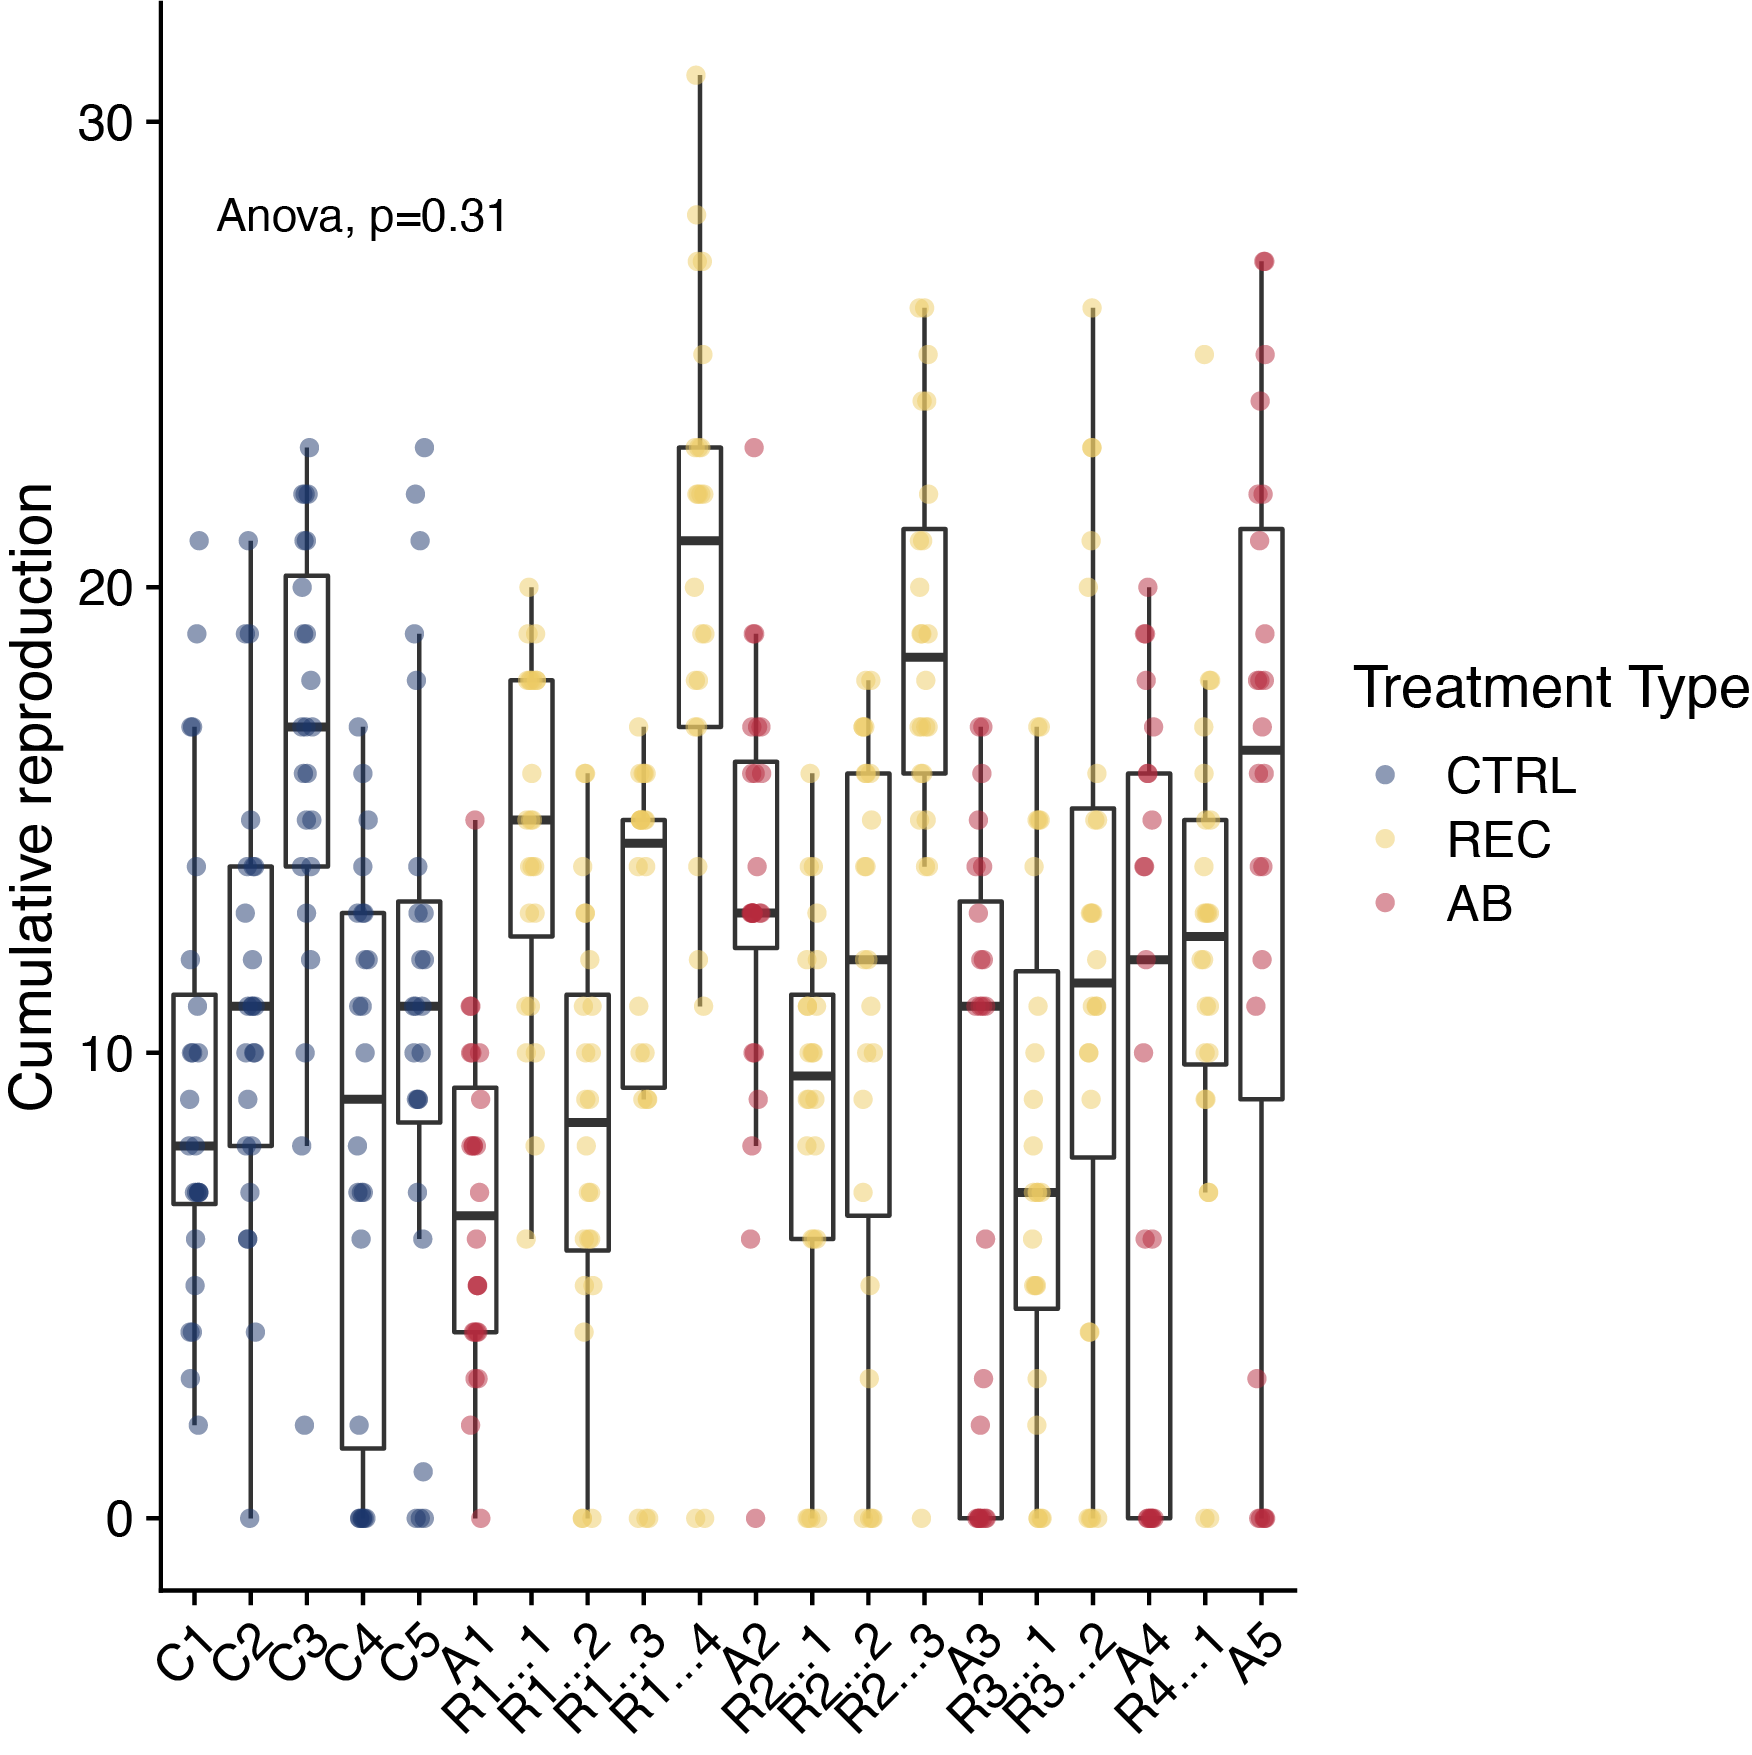 Cumulative reproduction
30
20
10
0
Anova, p=0.31
C1
C2
C3
C4
C5
A1
R1...1
R1...2
R1...3
R1...4
A2
R2...1
R2...2
R2...3
A3
R3...1
R3...2
A4
R4...1
A5
Treatment Type
CTRL
REC
AB